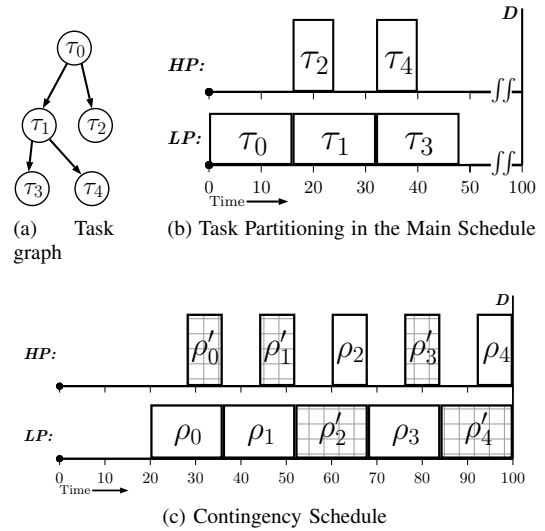 τ0
τ1
τ2
τ3
τ4
(a) Task
graph
D
HP:
τ2
τ4
∫∫
LP:
τ0
τ1
τ3
∫∫
0 10 20 30 40 50 60 100
Time
(b) Task Partitioning in the Main Schedule
D
HP:
ρ′0
ρ′1
ρ2
ρ′3
ρ4
LP:
ρ0
ρ1
ρ′2
ρ3
ρ′4
0 10 20 30 40 50 60 70 80 90 100
Time
(c) Contingency Schedule